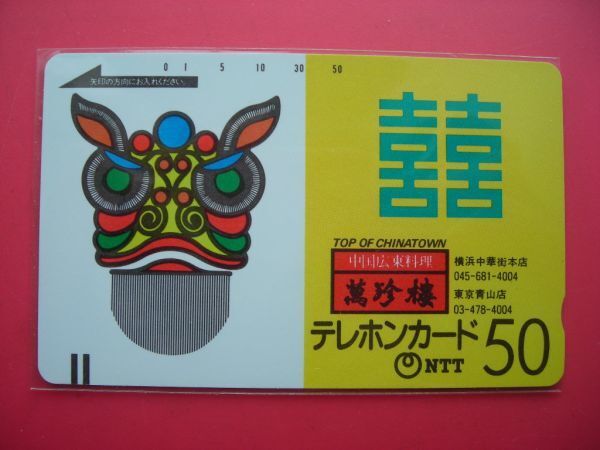 0 1 5 10 30 50
矢印の方向にお入れください。
囍
TOP OF CHINATOWN
中国広東料理
萬珍樓
横浜中華街本店
045-681-4004
東京青山店
03-478-4004
テレホンカード 50
NTT